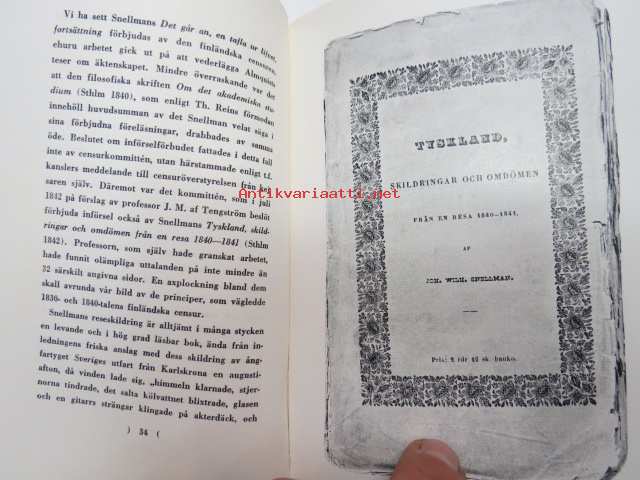 Vi ha sett Snellmans Det går an, en tafla ur lifvet,
fortsättning förbjudas av den finländska censuren,
ehuru arbetet gick ut på att vederlägga Almquists
teser om äktenskapet. Mindre överraskande var det
att den filosofiska skriften Om det akademiska stu-
dium (Sthlm 1840), som enligt Th. Reins förmodan
innehöll huvudsumman av det Snellman velat säga i
sina förbjudna föreläsningar, drabbades av samma
öde. Beslutet om införselförbudet fattades i detta fall
inte av censurkommittén, utan härstammade enligt t.f.
kanslers meddelande till censuröverstyrelsen från kej-
saren själv. Däremot var det kommittén, som i juli
1842 på förslag av professor J. M. af Tengström beslöt
förbjuda införsel också av Snellmans Tyskland, skild-
ringar och omdömen från en resa 1840—1841 (Sthlm
1842). Professorn, som själv hade granskat arbetet,
hade funnit olämpliga uttalanden på inte mindre än
32 särskilt angivna sidor. En axplockning bland dem
skall avrunda vår bild av de principer, som vägledde
1836- och 1840-talens finländska censur.
Snellmans reseskildring är alltjämt i många stycken
en levande och i hög grad läsbar bok, ända från in-
ledningens friska anslag med dess skildring av ång-
fartyget Sveriges utfart från Karlskrona en augusti-
afton, då vinden lade sig, „himmeln klarnade, stjer-
norna tindrade, det salta kölvattnet blixtrade, glasen
och en gitarrs strängar klingade på akterdäck, och
) 34 (
TYSKLAND,
SKILDRINGAR OCH OMDÖMEN
FRÅN EN RESA 1840–1841.
AF
JOH. WILH. SNELLMAN.
Pris: 2 rdr 42 sk. banko.
Antikvariaatti.net